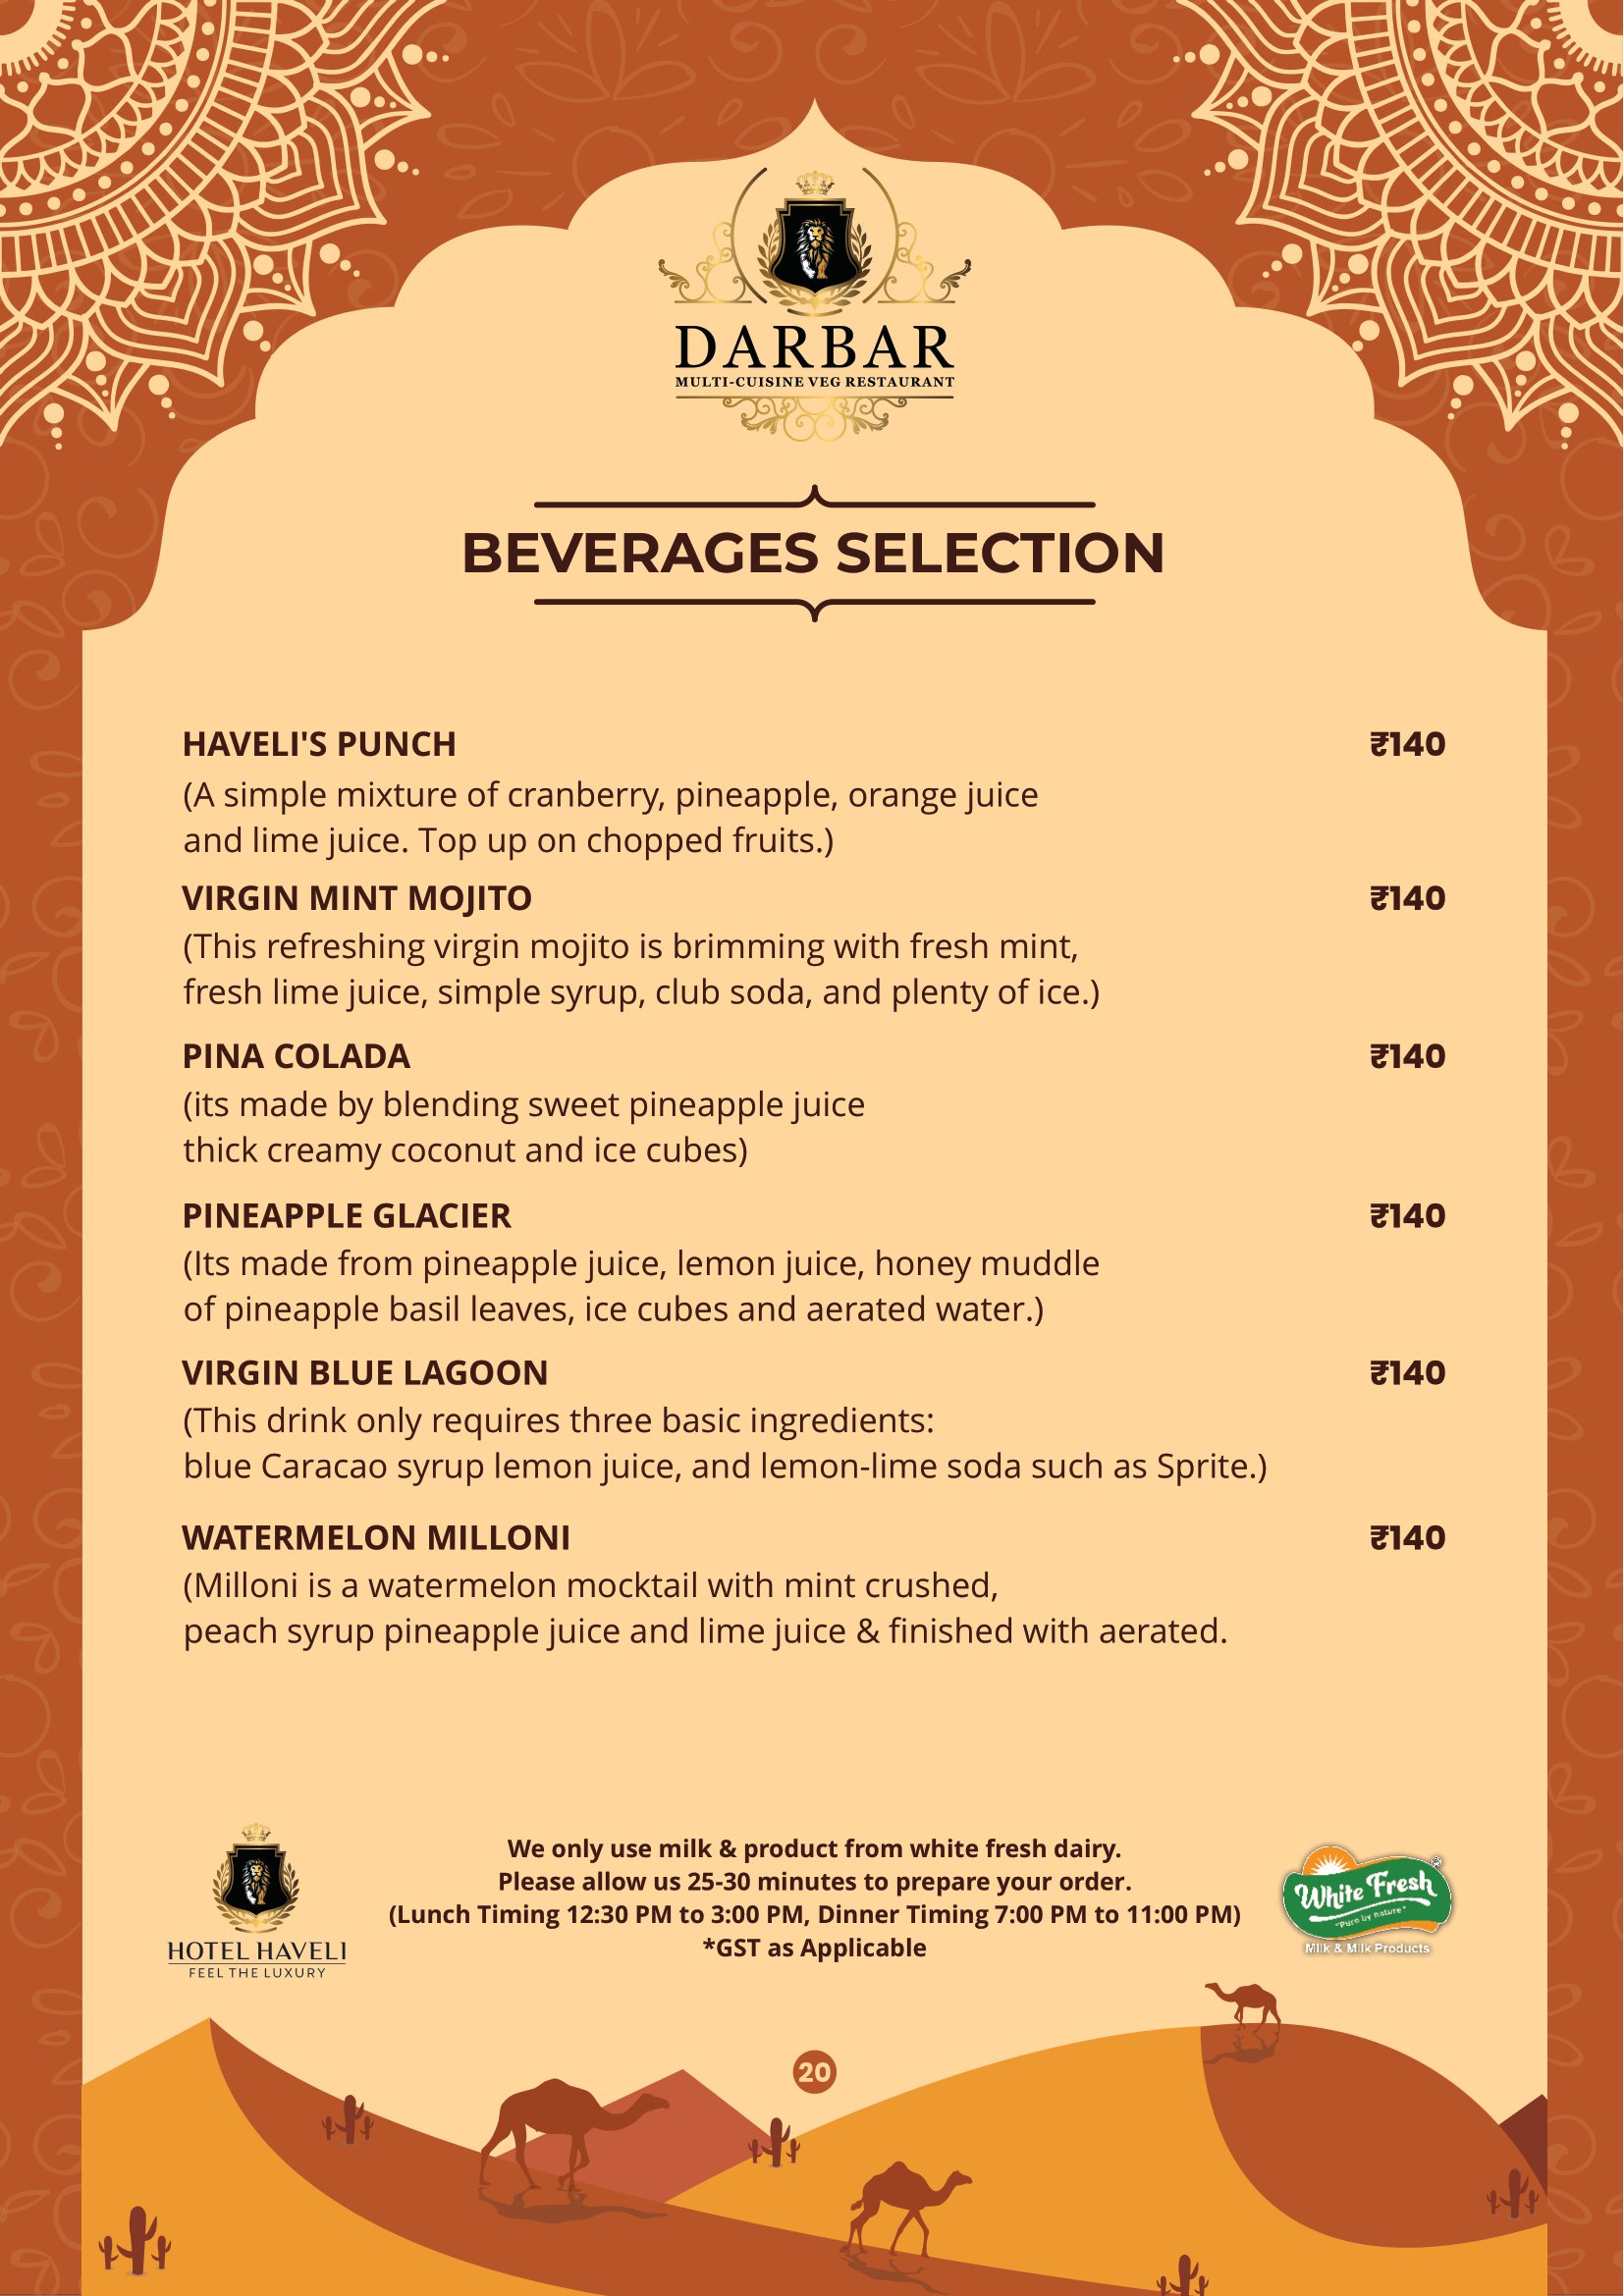 DARBAR
MULTI-CUISINE VEG RESTAURANT
BEVERAGES SELECTION
HAVELI'S PUNCH ₹140
(A simple mixture of cranberry, pineapple, orange juice
and lime juice. Top up on chopped fruits.)
VIRGIN MINT MOJITO ₹140
(This refreshing virgin mojito is brimming with fresh mint,
fresh lime juice, simple syrup, club soda, and plenty of ice.)
PINA COLADA ₹140
(its made by blending sweet pineapple juice
thick creamy coconut and ice cubes)
PINEAPPLE GLACIER ₹140
(Its made from pineapple juice, lemon juice, honey muddle
of pineapple basil leaves, ice cubes and aerated water.)
VIRGIN BLUE LAGOON ₹140
(This drink only requires three basic ingredients:
blue Caracao syrup lemon juice, and lemon-lime soda such as Sprite.)
WATERMELON MILLONI ₹140
(Milloni is a watermelon mocktail with mint crushed,
peach syrup pineapple juice and lime juice & finished with aerated.
We only use milk & product from white fresh dairy.
Please allow us 25-30 minutes to prepare your order.
(Lunch Timing 12:30 PM to 3:00 PM, Dinner Timing 7:00 PM to 11:00 PM)
*GST as Applicable
HOTEL HAVELI
FEEL THE LUXURY
White Fresh ®
"Pure by nature"
Milk & Milk Products
20